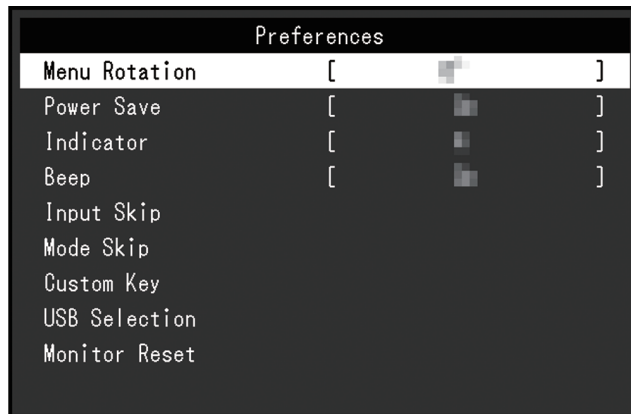 Preferences
Menu Rotation [ ]
Power Save [ ]
Indicator [ ]
Beep [ ]
Input Skip
Mode Skip
Custom Key
USB Selection
Monitor Reset